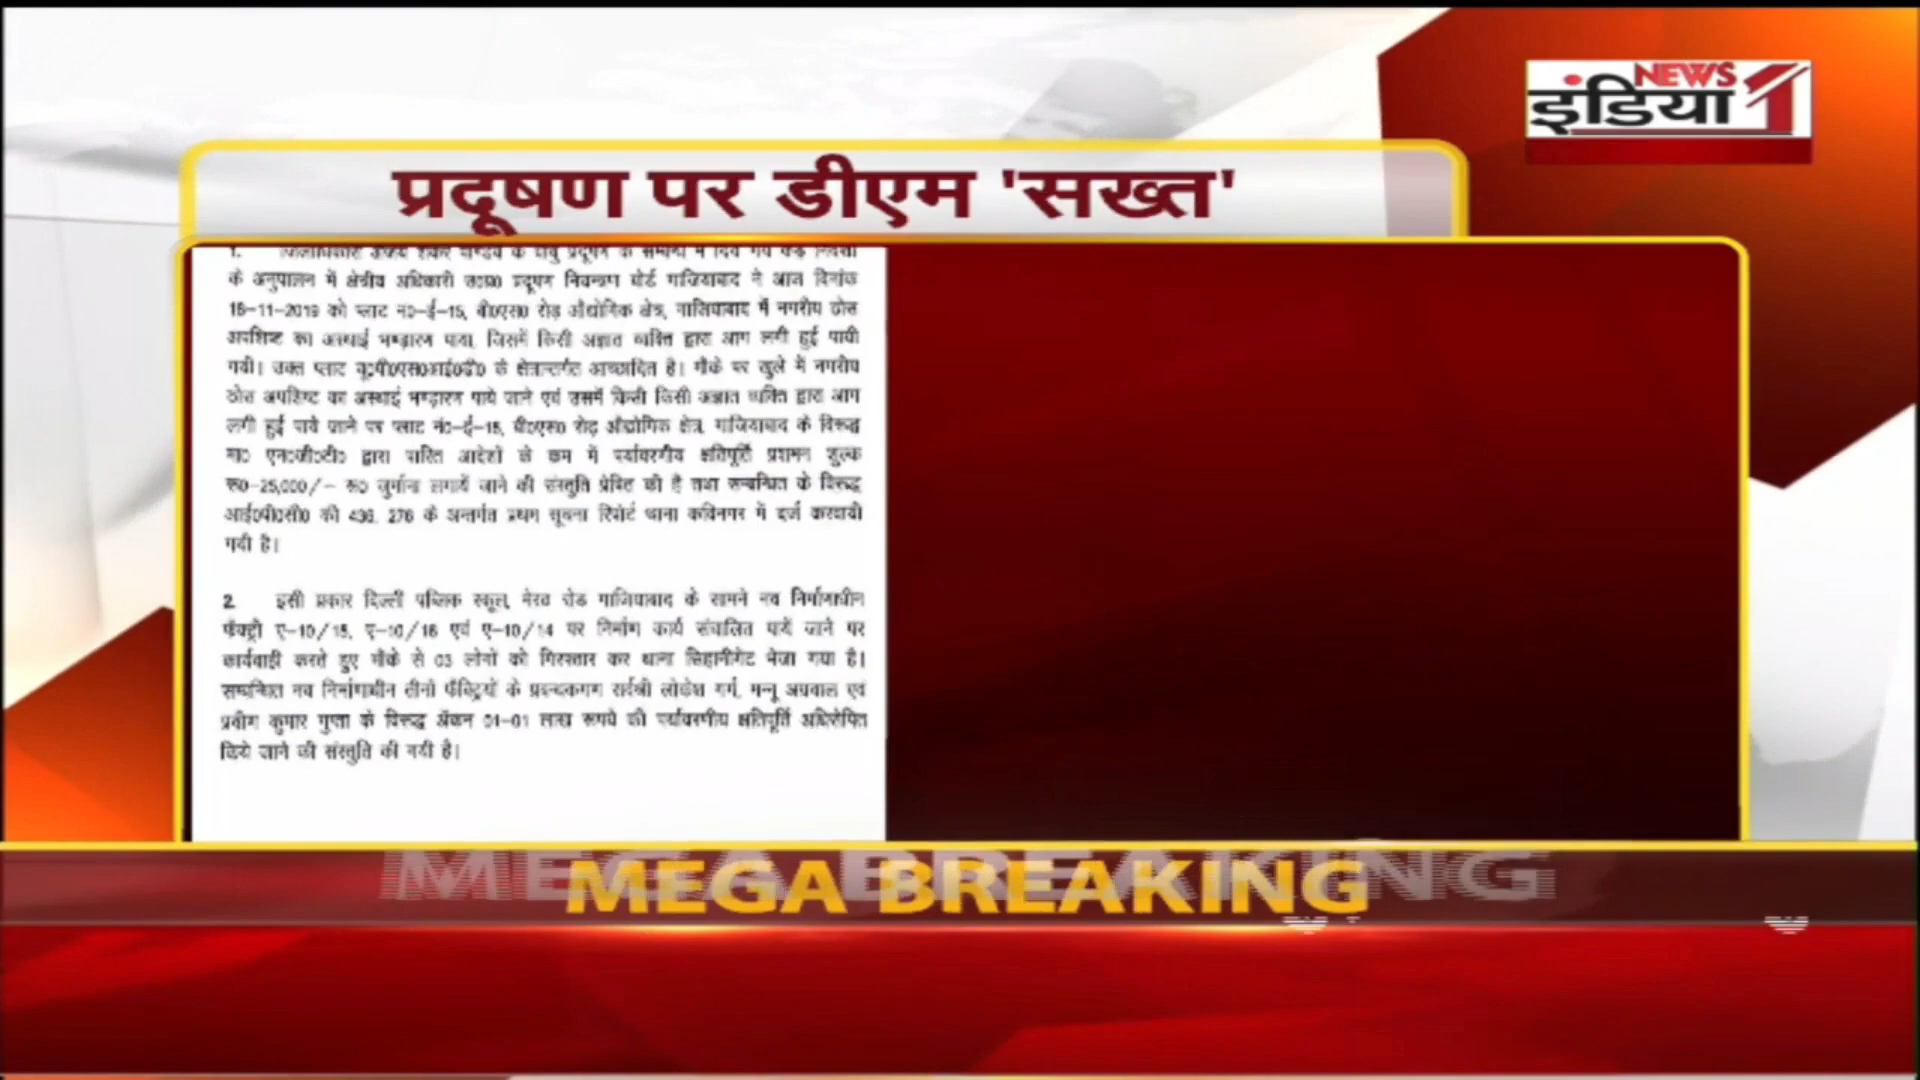 NEWS
इंडिया 1
प्रदूषण पर डीएम 'सख्त'
के अनुपालन में क्षेत्रीय अधिकारी उ०प्र० प्रदूषण नियन्त्रण बोर्ड गाजियाबाद ने आज दिनांक
16-11-2019 को प्लाट नं०-ई-15, बी०एस० रोड़ औद्योगिक क्षेत्र, गाजियाबाद में नगरीय ठोस
अपशिष्ट का अस्थाई भण्ड़ारण पाया, जिसमें किसी अज्ञात व्यक्ति द्वारा आग लगी हुई पायी
गयी। उक्त प्लाट यू०पी०एस०आई०डी० के क्षेत्रान्तर्गत आच्छादित है। मौके पर खुले में नगरीय
ठोस अपशिष्ट का अस्थाई भण्ड़ारण पाये जाने एवं उसमें किसी किसी अज्ञात व्यक्ति द्वारा आग
लगी हुई पाये जाने पर प्लाट नं०-ई-15, बी०एस० रोड़ औद्योगिक क्षेत्र, गाजियाबाद के विरूद्ध
मा० एन०जी०टी० द्वारा पारित आदेशों के कम में पर्यावरणीय क्षतिपूर्ति प्रशमन शुल्क
रू०-25,000/- रू० जुर्माना लगायें जाने की संस्तुति प्रेषित की है तथा सम्बन्धित के विरूद्ध
आई०पी०सी० की 436, 278 के अन्तर्गत प्रथम सूचना रिपोर्ट थाना कविनगर में दर्ज करवायी
गयी है।
2. इसी प्रकार दिल्ली पब्लिक स्कूल, मेरठ रोड गाजियाबाद के सामने नव निर्माणाधीन
फैक्ट्री ए-10/15, ए-10/16 एवं ए-10/14 पर निर्माण कार्य संचालित पायें जाने पर
कार्यवाही करते हुए मौके से 03 लोगों को गिरफ्तार कर थाना सिहानीगेट भेजा गया है।
सम्बन्धित नव निर्माणाधीन तीनों फैक्ट्रियों के प्रबन्धकगण सर्वश्री लोकेश गर्ग, मन्नू अग्रवाल एवं
प्रवीण कुमार गुप्ता के विरूद्ध अंकन 01-01 लाख रूपये की पर्यावरणीय क्षतिपूर्ति अधिरोपित
किये जाने की संस्तुति की गयी है।
MEGA BREAKING